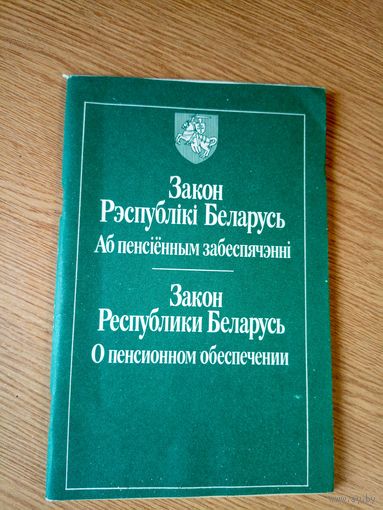 Закон
Рэспублікі Беларусь
Аб пенсіённым забеспячэнні
Закон
Республики Беларусь
О пенсионном обеспечении